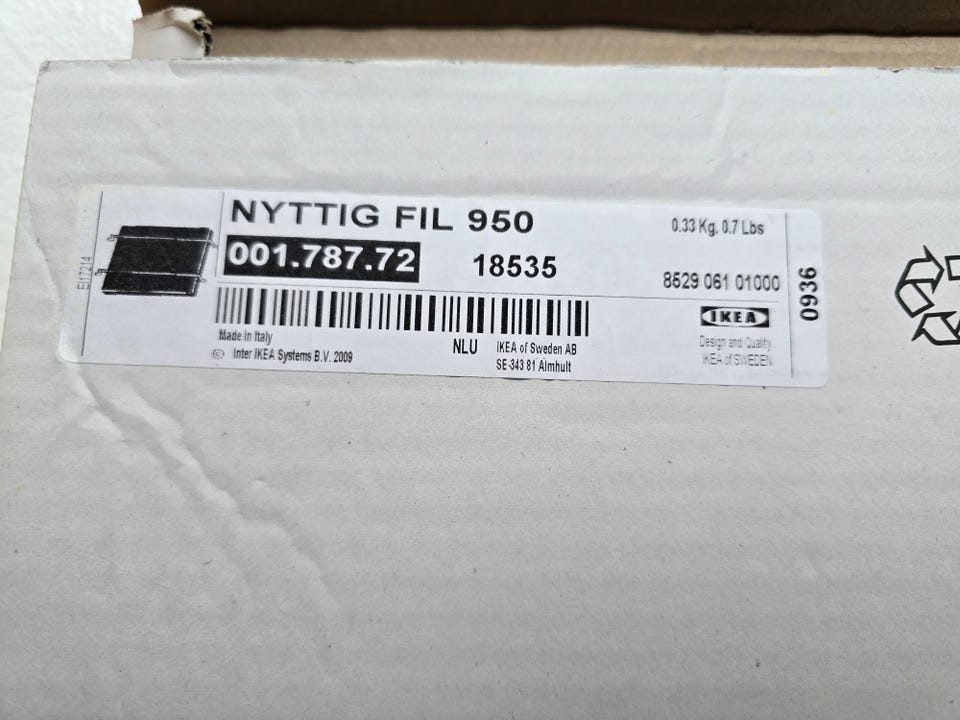 NYTTIG FIL 950
0.33 Kg, 0.7 Lbs
001.787.72
18535
8529 061 01000
0936
EI17214
IKEA
Made in Italy
© Inter IKEA Systems B.V. 2009
NLU
IKEA of Sweden AB
SE-343 81 Älmhult
Design and Quality
IKEA of SWEDEN